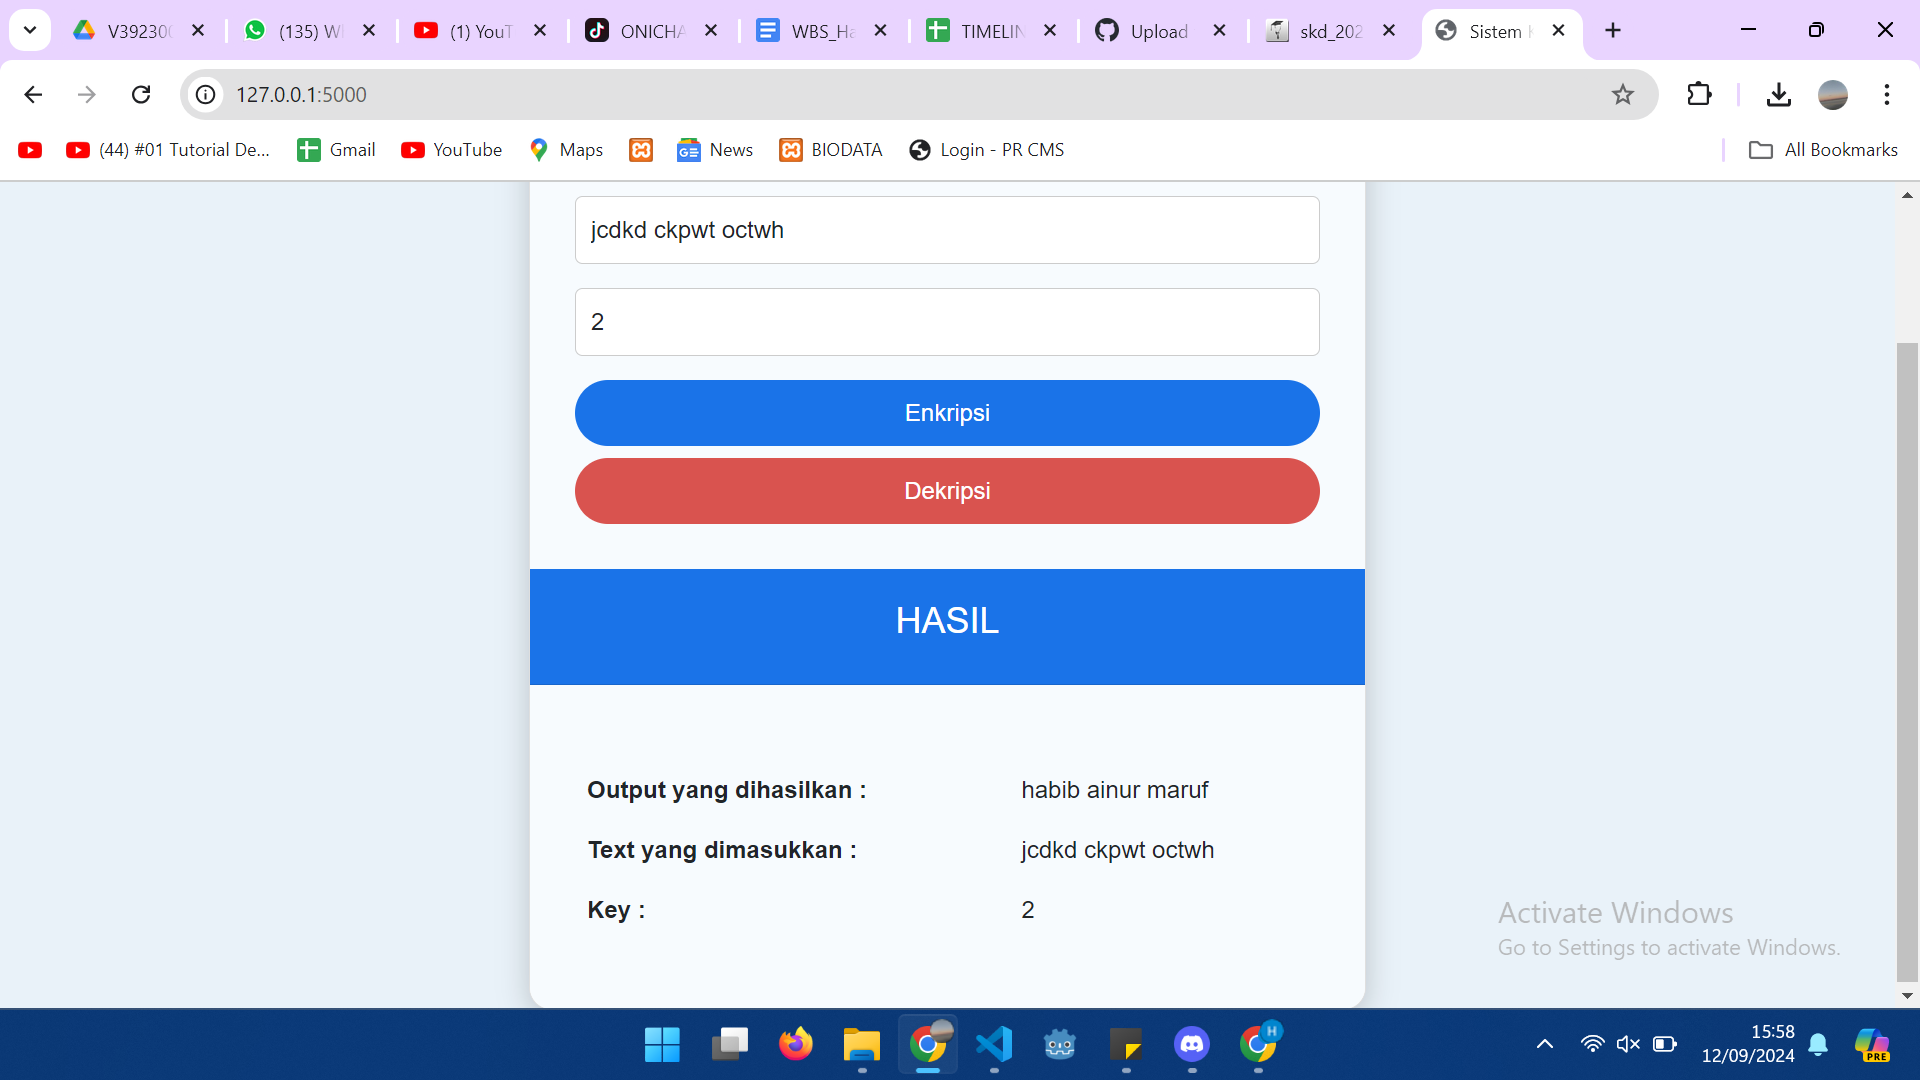 V392300
(135) W
(1) YouT
ONICHA
WBS_Ha
TIMELIN
Upload
skd_202
Sistem
127.0.0.1:5000
(44) #01 Tutorial De...
Gmail
YouTube
Maps
News
BIODATA
Login - PR CMS
All Bookmarks
jcdkd ckpwt octwh
2
Enkripsi
Dekripsi
HASIL
Output yang dihasilkan : habib ainur maruf
Text yang dimasukkan : jcdkd ckpwt octwh
Key : 2
Activate Windows
Go to Settings to activate Windows.
H
15:58
12/09/2024
PRE